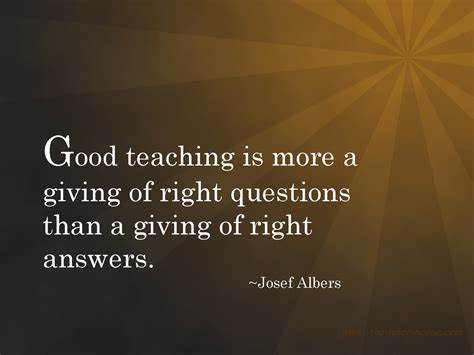 Good teaching is more a
giving of right questions
than a giving of right
answers.
~Josef Albers